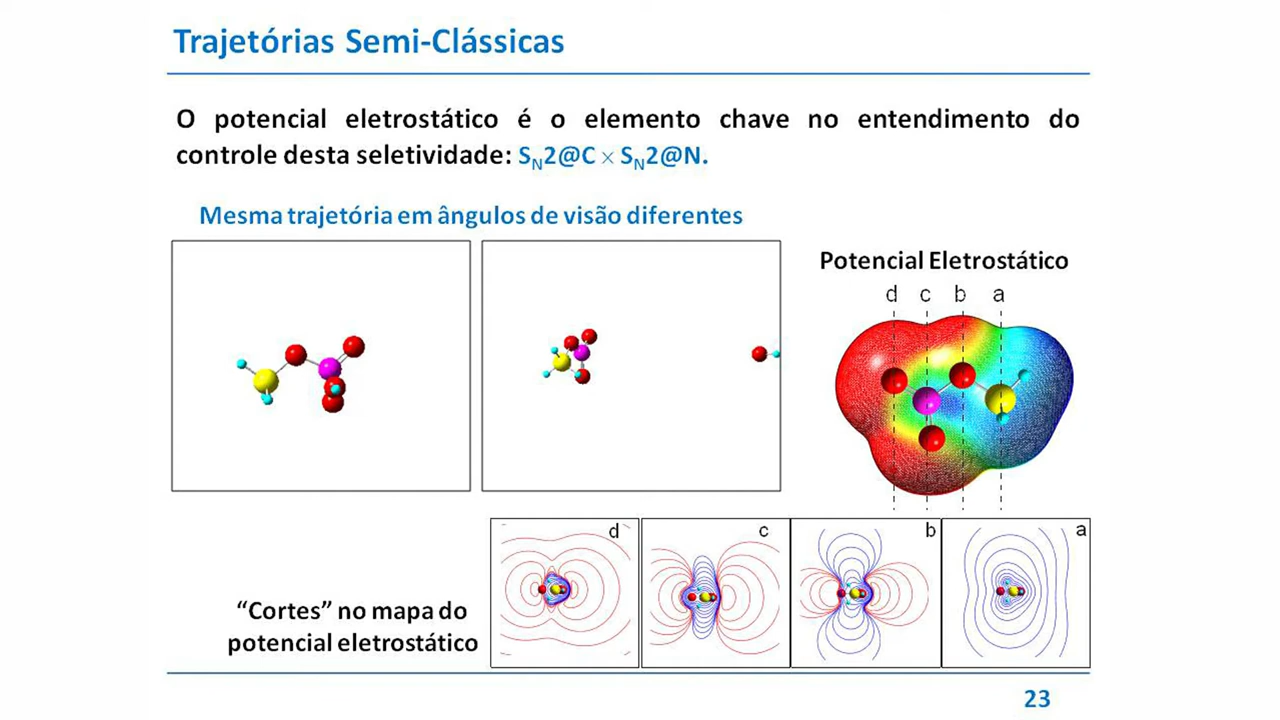 Trajetórias Semi-Clássicas
O potencial eletrostático é o elemento chave no entendimento do
controle desta seletividade: SN2@C × SN2@N.
Mesma trajetória em ângulos de visão diferentes
Potencial Eletrostático
d c b a
d c b a
“Cortes” no mapa do
potencial eletrostático
23